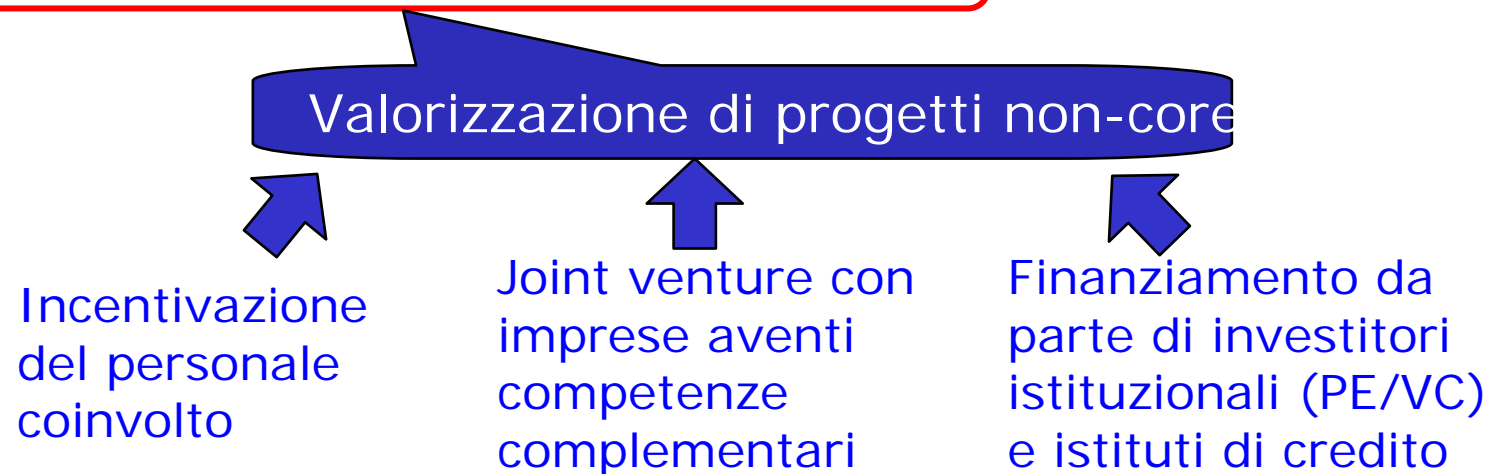 Valorizzazione di progetti non-core
Incentivazione
del personale
coinvolto
Joint venture con
imprese aventi
competenze
complementari
Finanziamento da
parte di investitori
istituzionali (PE/VC)
e istituti di credito